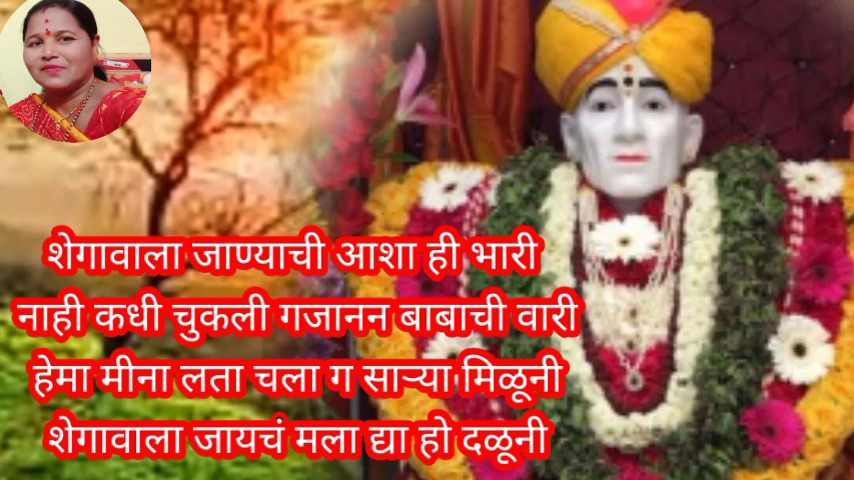 शेगावाला जाण्याची आशा ही भारी
नाही कधी चुकली गजानन बाबाची वारी
हेमा मीना लता चला ग साऱ्या मिळूनी
शेगावाला जायचं मला द्या हो दळूनी